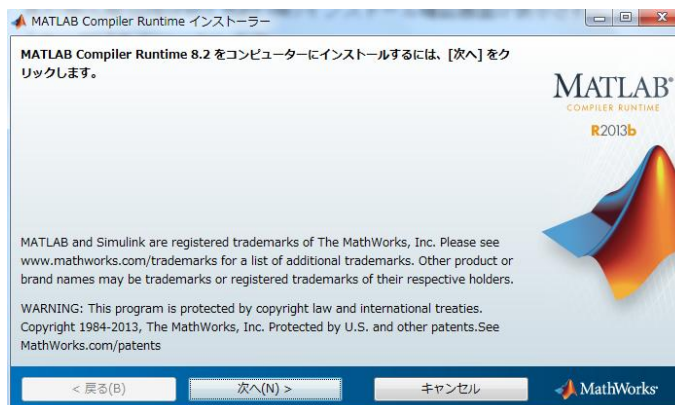 MATLAB Compiler Runtime インストーラー
MATLAB Compiler Runtime 8.2 をコンピューターにインストールするには、[次へ] をク
リックします。
MATLAB®
COMPILER RUNTIME
R2013b
MATLAB and Simulink are registered trademarks of The MathWorks, Inc. Please see
www.mathworks.com/trademarks for a list of additional trademarks. Other product or
brand names may be trademarks or registered trademarks of their respective holders.
WARNING: This program is protected by copyright law and international treaties.
Copyright 1984-2013, The MathWorks, Inc. Protected by U.S. and other patents.See
MathWorks.com/patents
< 戻る(B)
次へ(N) >
キャンセル
MathWorks®